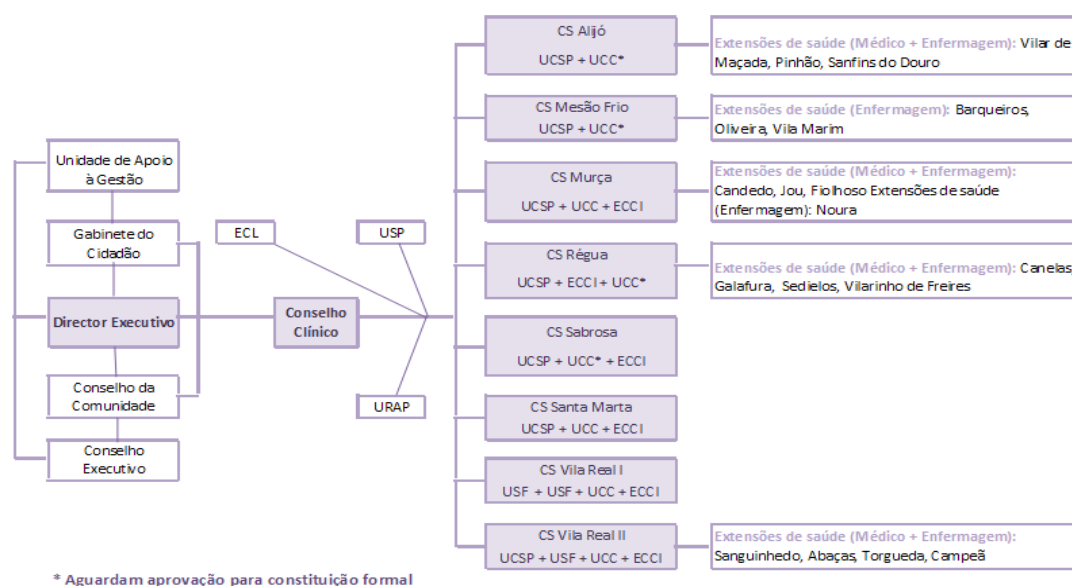 Unidade de Apoio
à Gestão
Gabinete do
Cidadão
Director Executivo
Conselho da
Comunidade
Conselho
Executivo
ECL
USP
Conselho
Clínico
URAP
CS Alijó
UCSP + UCC*
Extensões de saúde (Médico + Enfermagem): Vilar de
Maçada, Pinhão, Sanfins do Douro
CS Mesão Frio
UCSP + UCC*
Extensões de saúde (Enfermagem): Barqueiros,
Oliveira, Vila Marim
CS Murça
UCSP + UCC + ECCI
Extensões de saúde (Médico + Enfermagem):
Candedo, Jou, Fiolhoso Extensões de saúde
(Enfermagem): Noura
CS Régua
UCSP + ECCI + UCC*
Extensões de saúde (Médico + Enfermagem): Canelas,
Galafura, Sedielos, Vilarinho de Freires
CS Sabrosa
UCSP + UCC* + ECCI
CS Santa Marta
UCSP + UCC + ECCI
CS Vila Real I
USF + USF + UCC + ECCI
CS Vila Real II
UCSP + USF + UCC + ECCI
Extensões de saúde (Médico + Enfermagem):
Sanguinhedo, Abaças, Torgueda, Campeã
* Aguardam aprovação para constituição formal